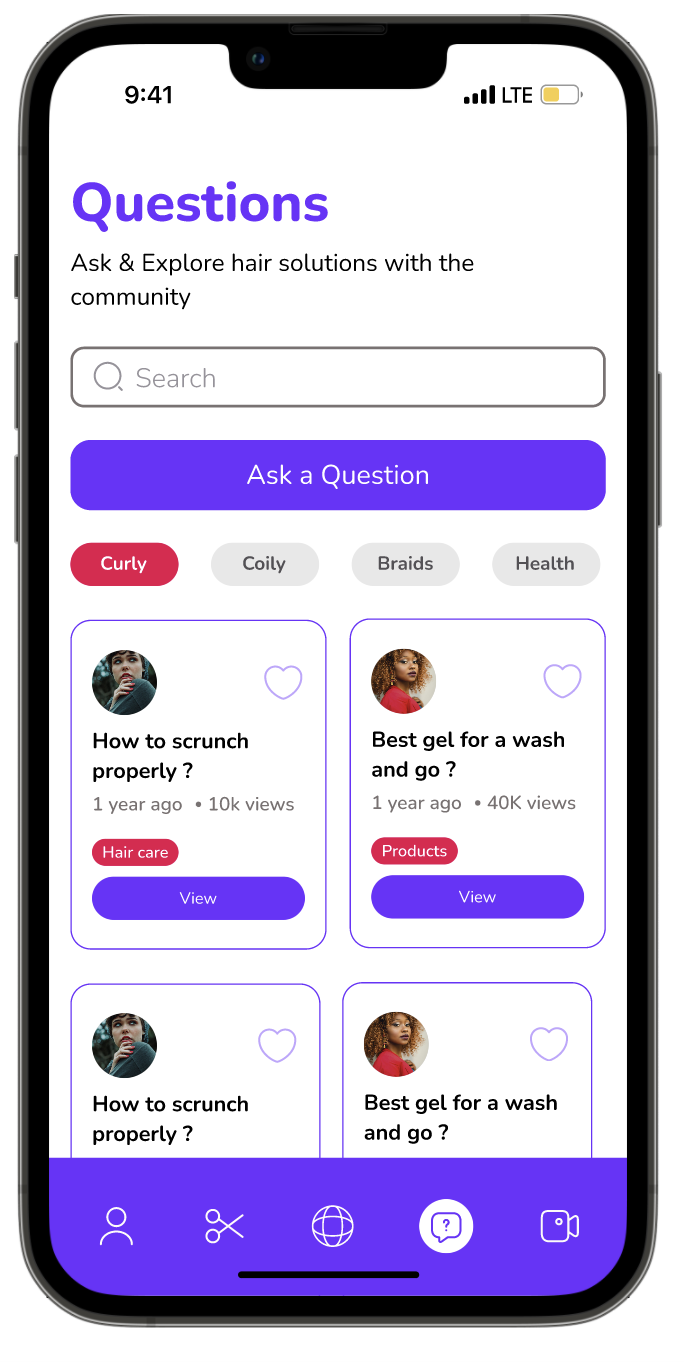 9:41 LTE
Questions
Ask & Explore hair solutions with the
community
Search
Ask a Question
Curly Coily Braids Health
How to scrunch
properly ?
1 year ago • 10k views
Hair care
View
Best gel for a wash
and go ?
1 year ago • 40K views
Products
View
How to scrunch
properly ?
Best gel for a wash
and go ?
?